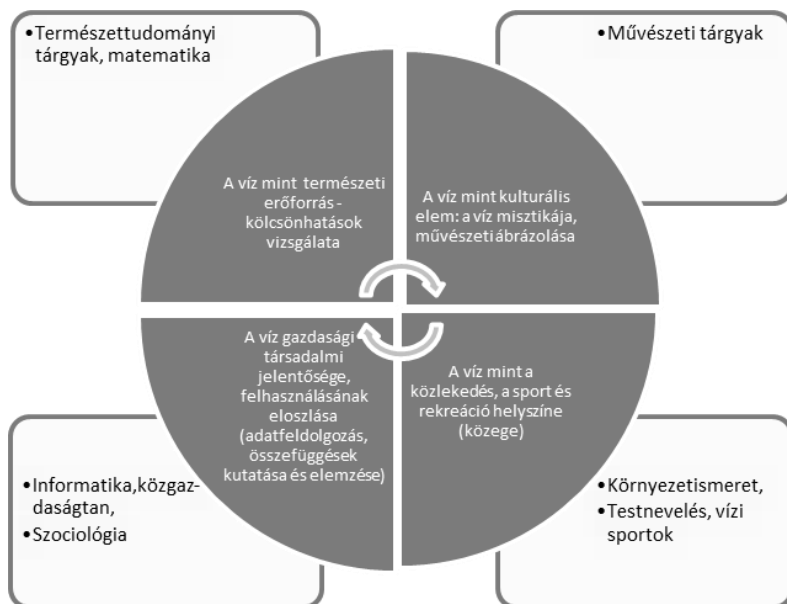 •Természettudományi
tárgyak, matematika
•Művészeti tárgyak
A víz mint természeti
erőforrás -
kölcsönhatások
vizsgálata
A víz mint kulturális
elem: a víz misztikája,
művészeti ábrázolása
A víz gazdasági
társadalmi
jelentősége,
felhasználásának
eloszlása
(adatfeldolgozás,
összefüggések
kutatása és elemzése)
A víz mint a
közlekedés, a sport és
rekreáció helyszíne
(közege)
•Informatika,közgaz-
daságtan,
•Szociológia
•Környezetismeret,
•Testnevelés, vízi
sportok